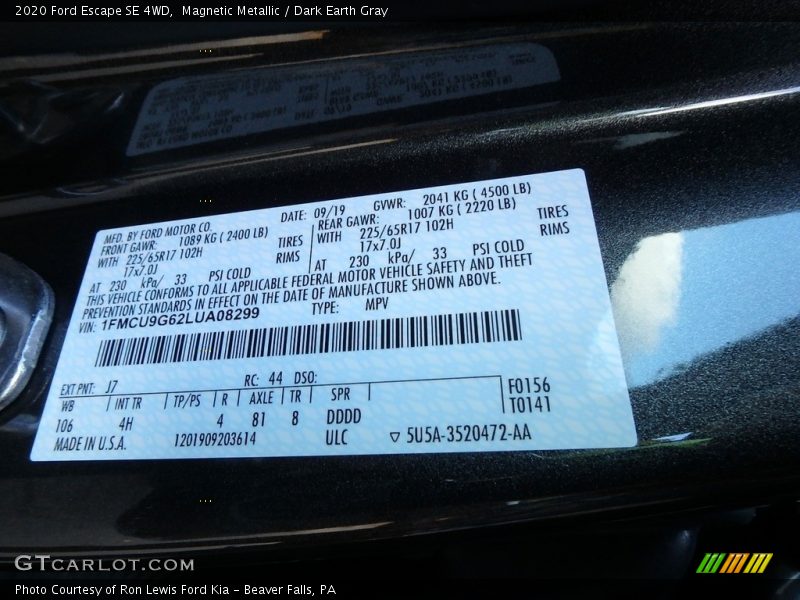 2020 Ford Escape SE 4WD, Magnetic Metallic / Dark Earth Gray
MFD. BY FORD MOTOR CO. DATE: 09/19 GVWR: 2041 KG ( 4500 LB)
FRONT GAWR: 1089 KG ( 2400 LB) REAR GAWR: 1007 KG ( 2220 LB)
WITH 225/65R17 102H TIRES WITH 225/65R17 102H TIRES
17x7.0J RIMS 17x7.0J RIMS
AT 230 kPa/ 33 PSI COLD AT 230 kPa/ 33 PSI COLD
THIS VEHICLE CONFORMS TO ALL APPLICABLE FEDERAL MOTOR VEHICLE SAFETY AND THEFT
PREVENTION STANDARDS IN EFFECT ON THE DATE OF MANUFACTURE SHOWN ABOVE.
VIN: 1FMCU9G62LUA08299 TYPE: MPV
EXT PNT: J7 RC: 44 DSO: F0156
WB INT TR TP/PS R AXLE TR SPR T0141
106 4H 4 81 8 DDDD
MADE IN U.S.A. 1201909203614 ULC ▽ 5U5A-3520472-AA
GTCARLOT.COM
Photo Courtesy of Ron Lewis Ford Kia - Beaver Falls, PA